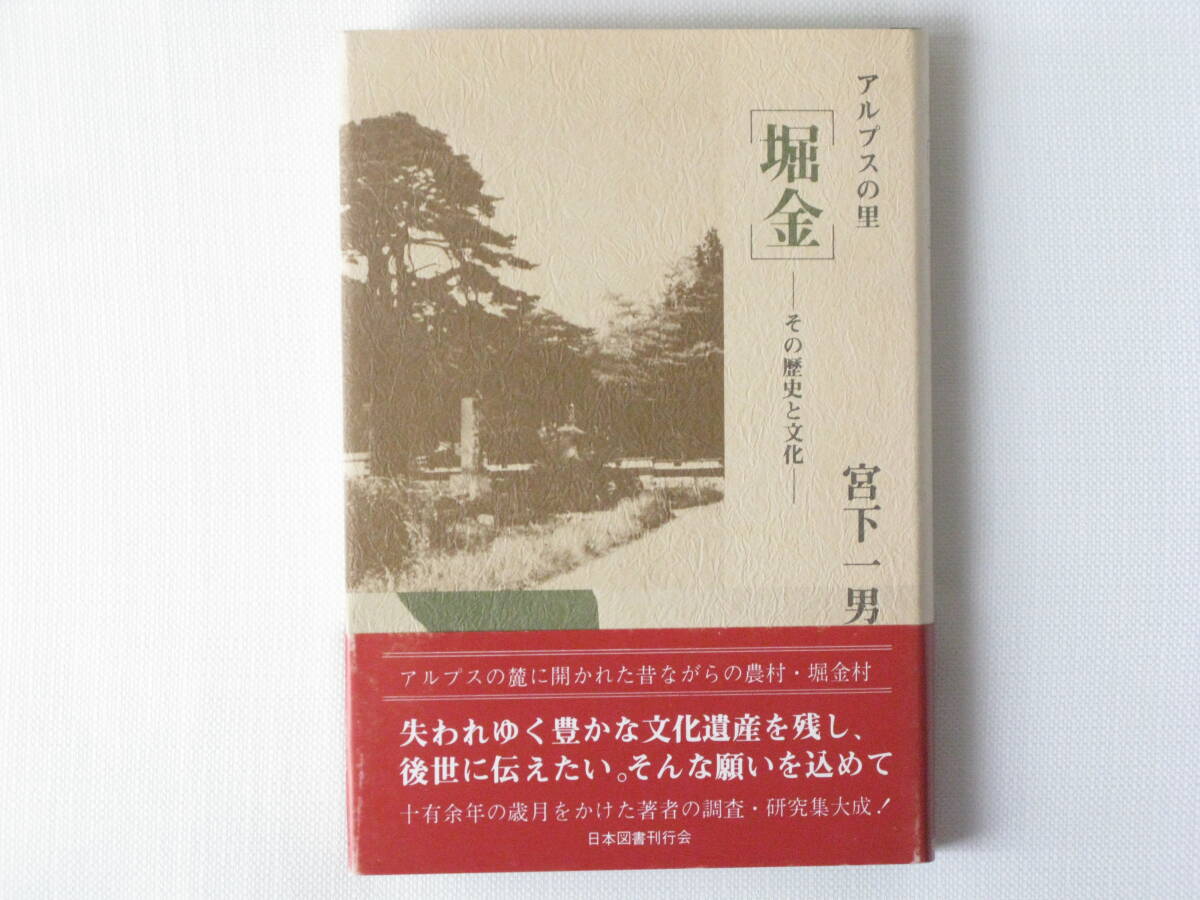 アルプスの里
［堀金］
―その歴史と文化―
宮下一男
アルプスの麓に開かれた昔ながらの農村・堀金村
失われゆく豊かな文化遺産を残し、
後世に伝えたい。そんな願いを込めて
十有余年の歳月をかけた著者の調査・研究集大成！
日本図書刊行会